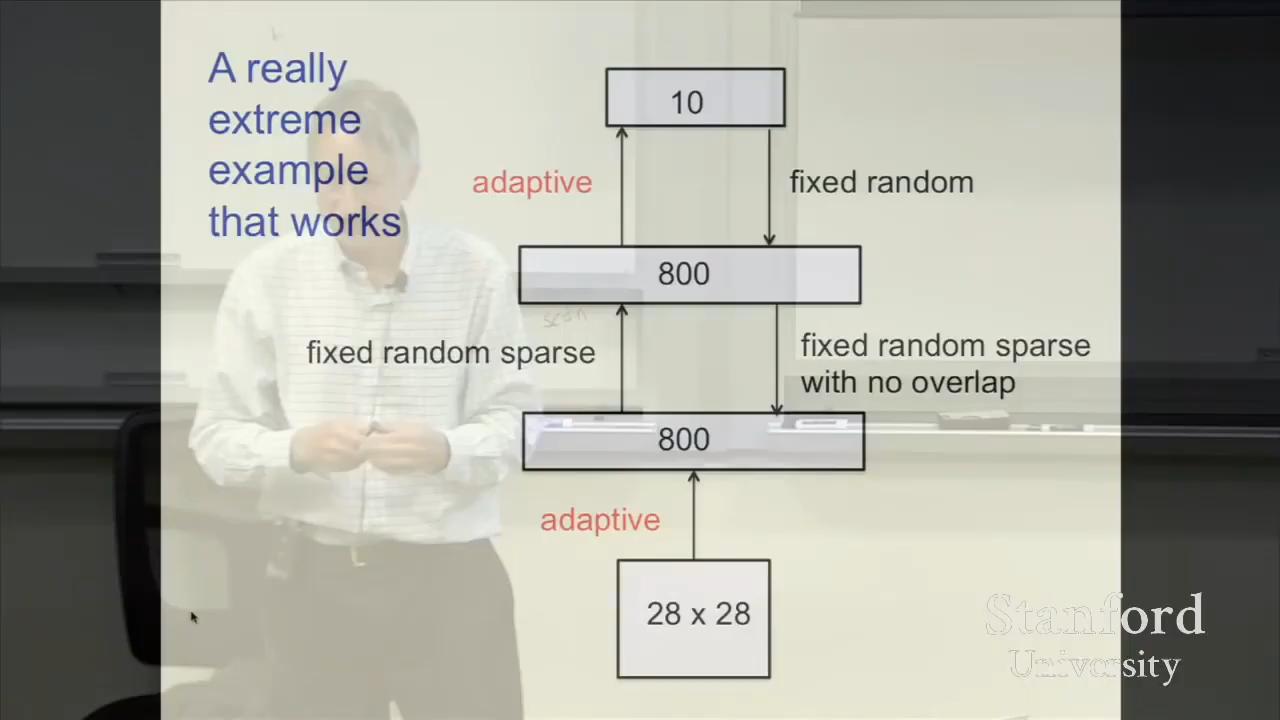 A really
extreme
example
that works
10
adaptive
fixed random
800
fixed random sparse
fixed random sparse
with no overlap
800
adaptive
28 x 28
Stanford
University